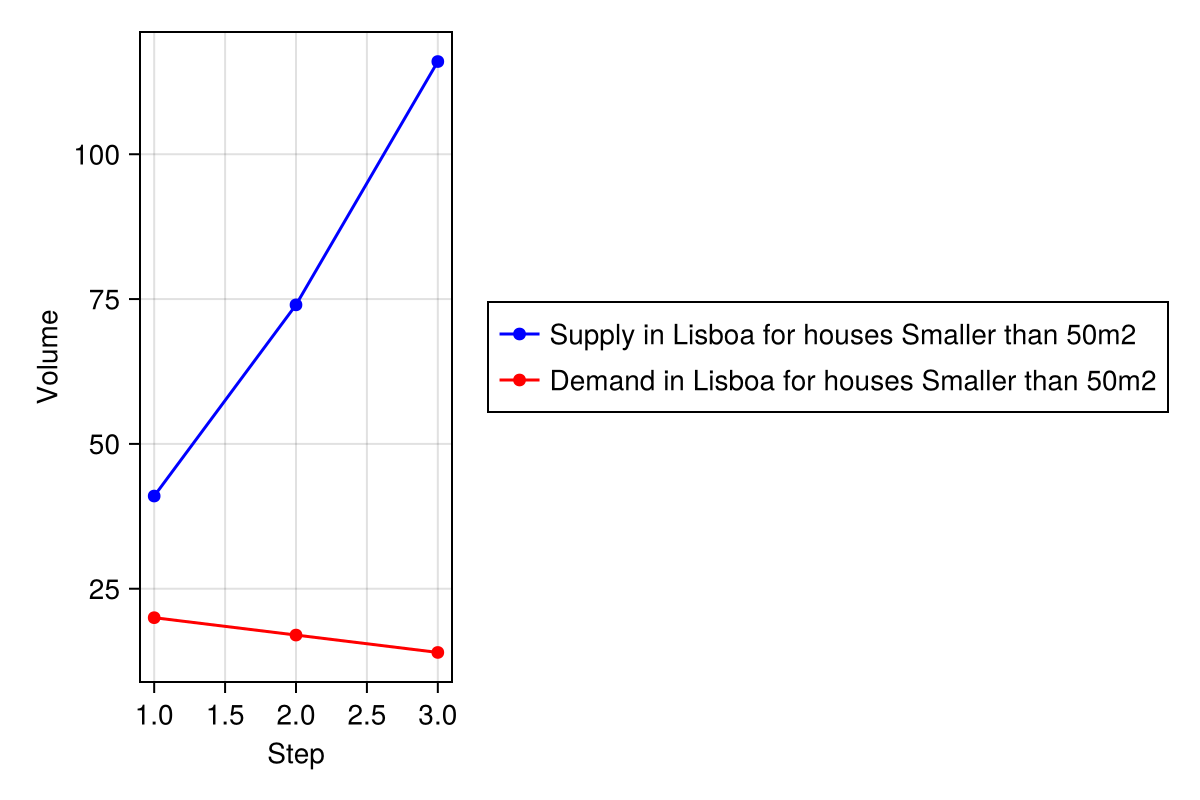 100
75
50
25
Volume
1.0 1.5 2.0 2.5 3.0
Step
Supply in Lisboa for houses Smaller than 50m2
Demand in Lisboa for houses Smaller than 50m2